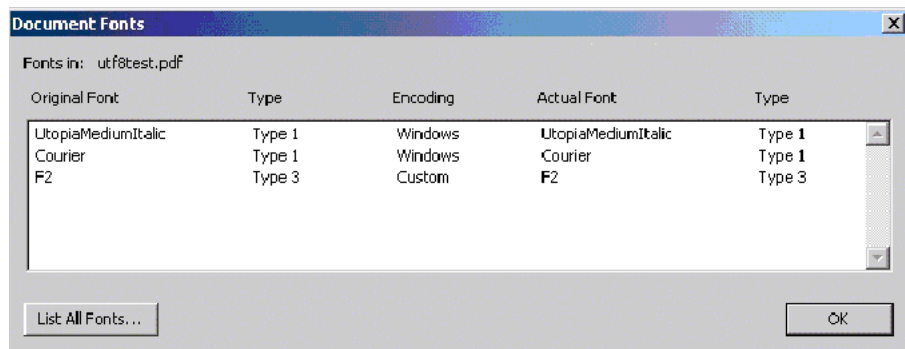 Document Fonts
Fonts in: utf8test.pdf
Original Font Type Encoding Actual Font Type
UtopiaMediumItalic Type 1 Windows UtopiaMediumItalic Type 1
Courier Type 1 Windows Courier Type 1
F2 Type 3 Custom F2 Type 3
List All Fonts... OK